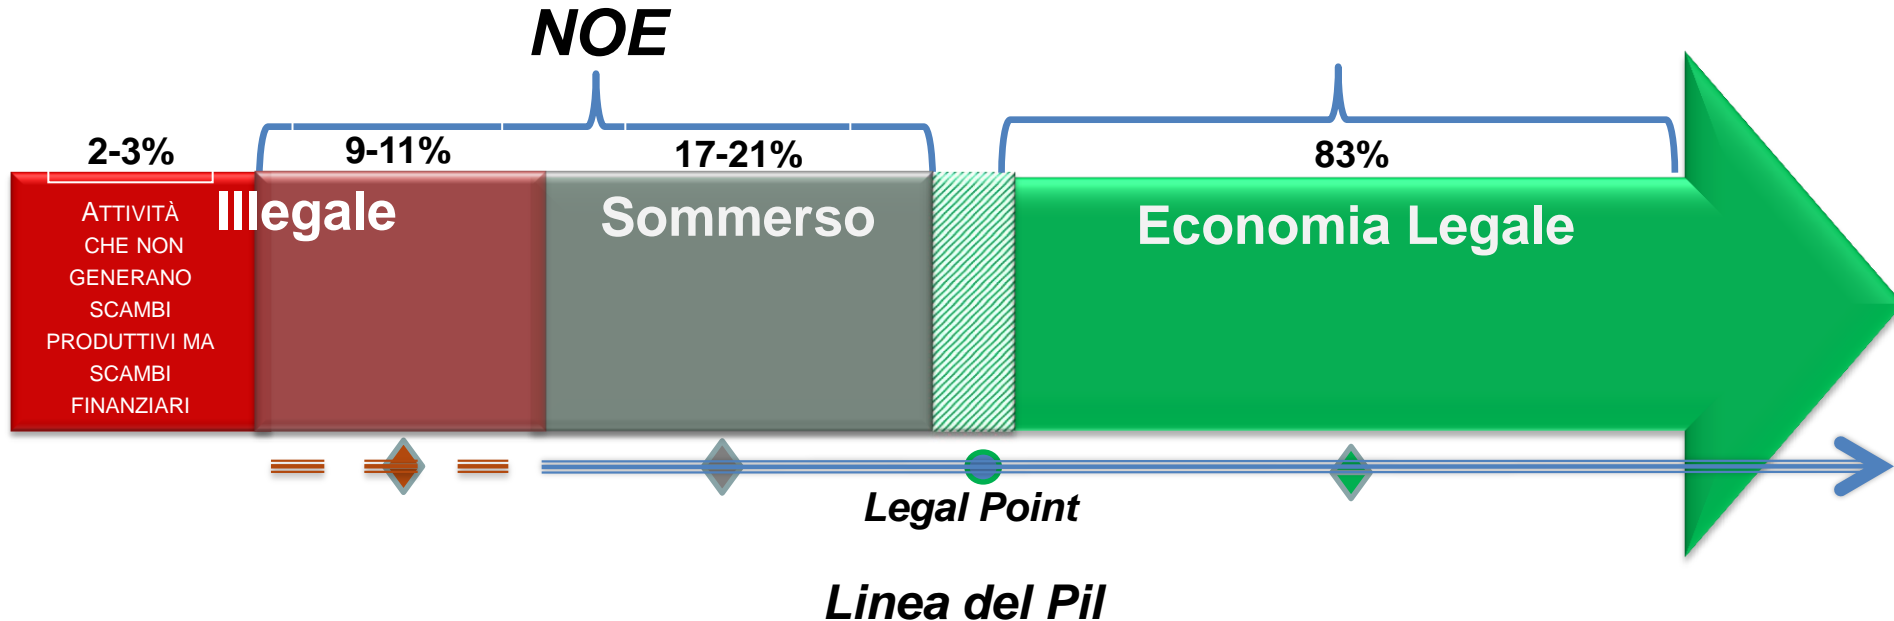 NOE
2-3%
9-11%
17-21%
83%
ATTIVITÀ
CHE NON
GENERANO
SCAMBI
PRODUTTIVI MA
SCAMBI
FINANZIARI
Illegale
Sommerso
Economia Legale
Legal Point
Linea del Pil